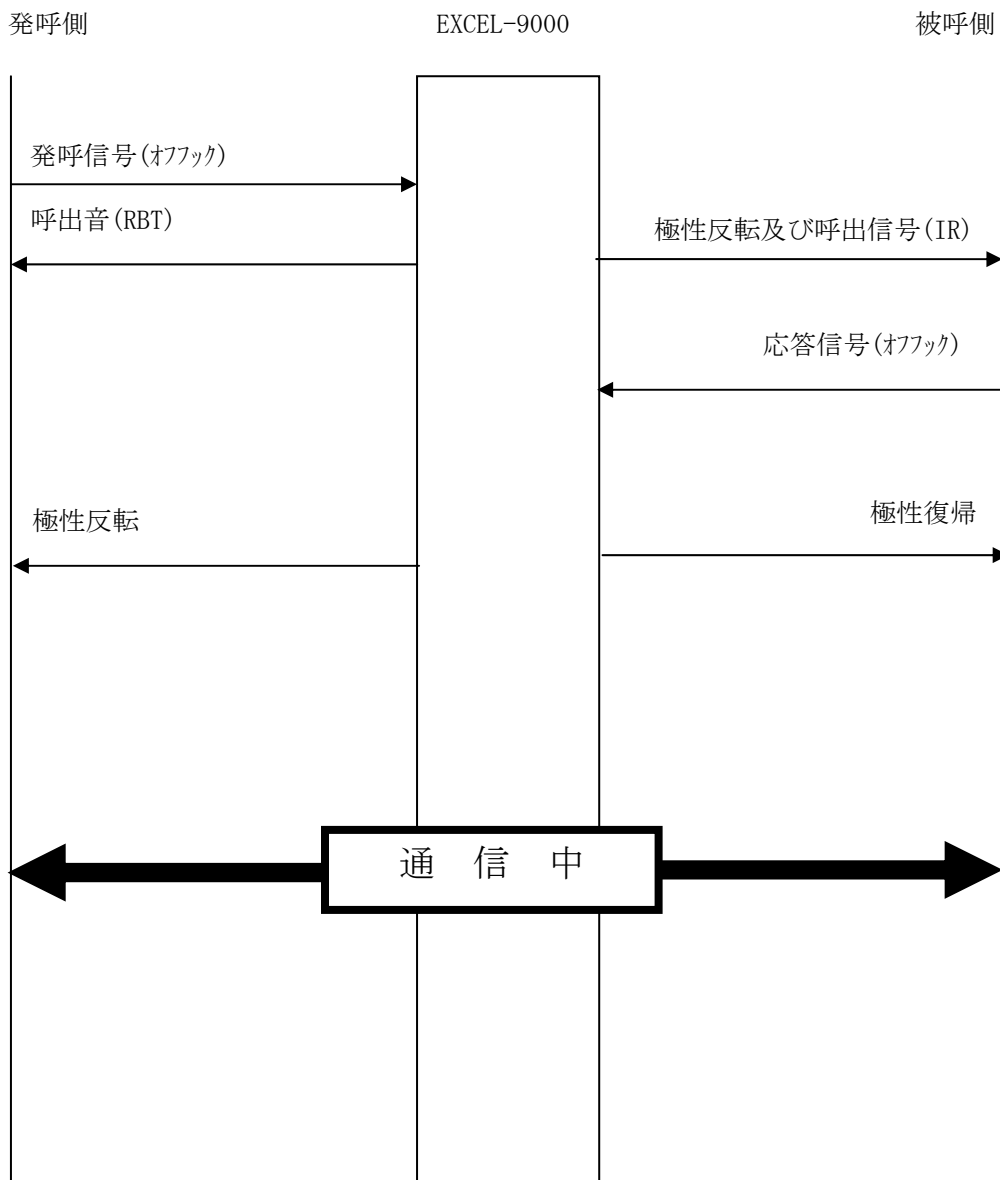 発呼側
EXCEL-9000
被呼側
発呼信号(ｵﾌﾌｯｸ)
呼出音(RBT)
極性反転及び呼出信号(IR)
応答信号(ｵﾌﾌｯｸ)
極性反転
極性復帰
通 信 中